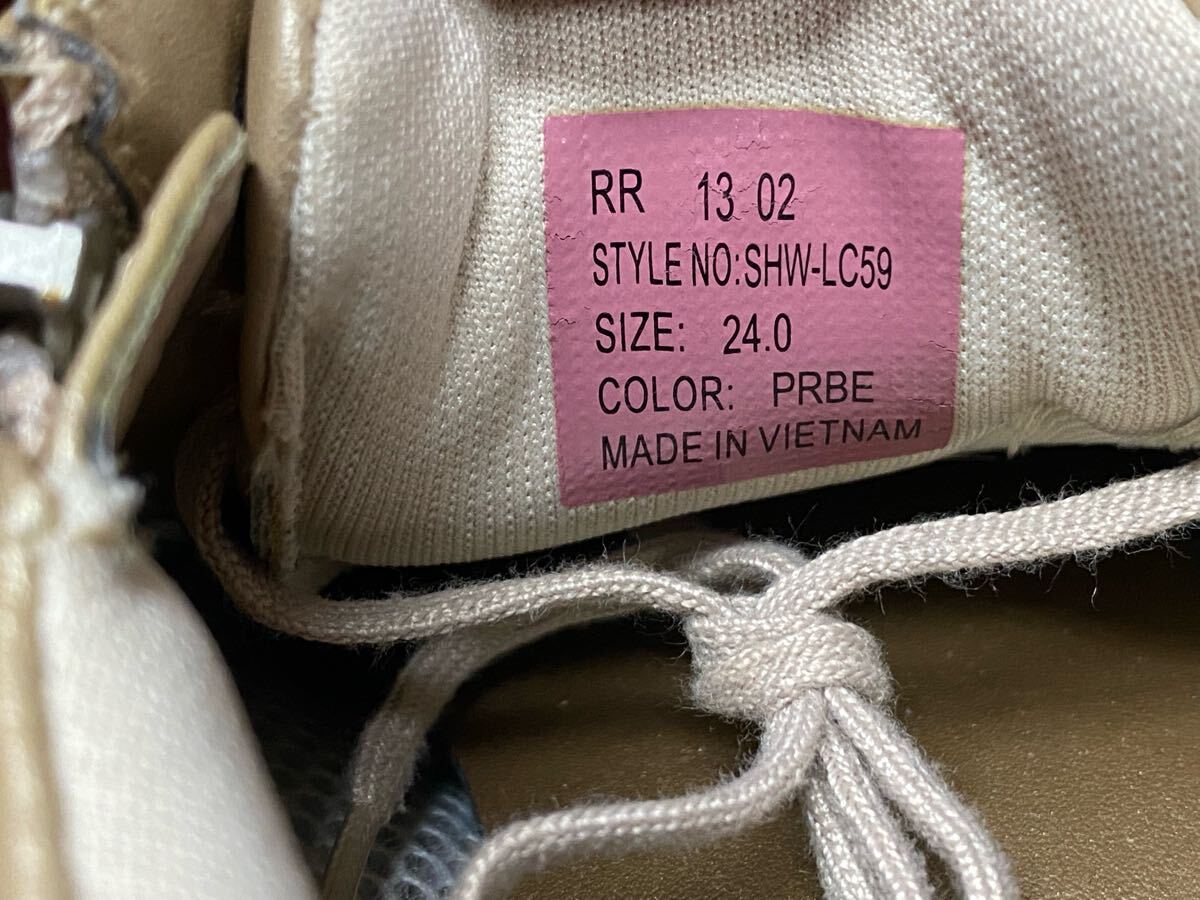 RR 13 02
STYLE NO:SHW-LC59
SIZE: 24.0
COLOR: PRBE
MADE IN VIETNAM